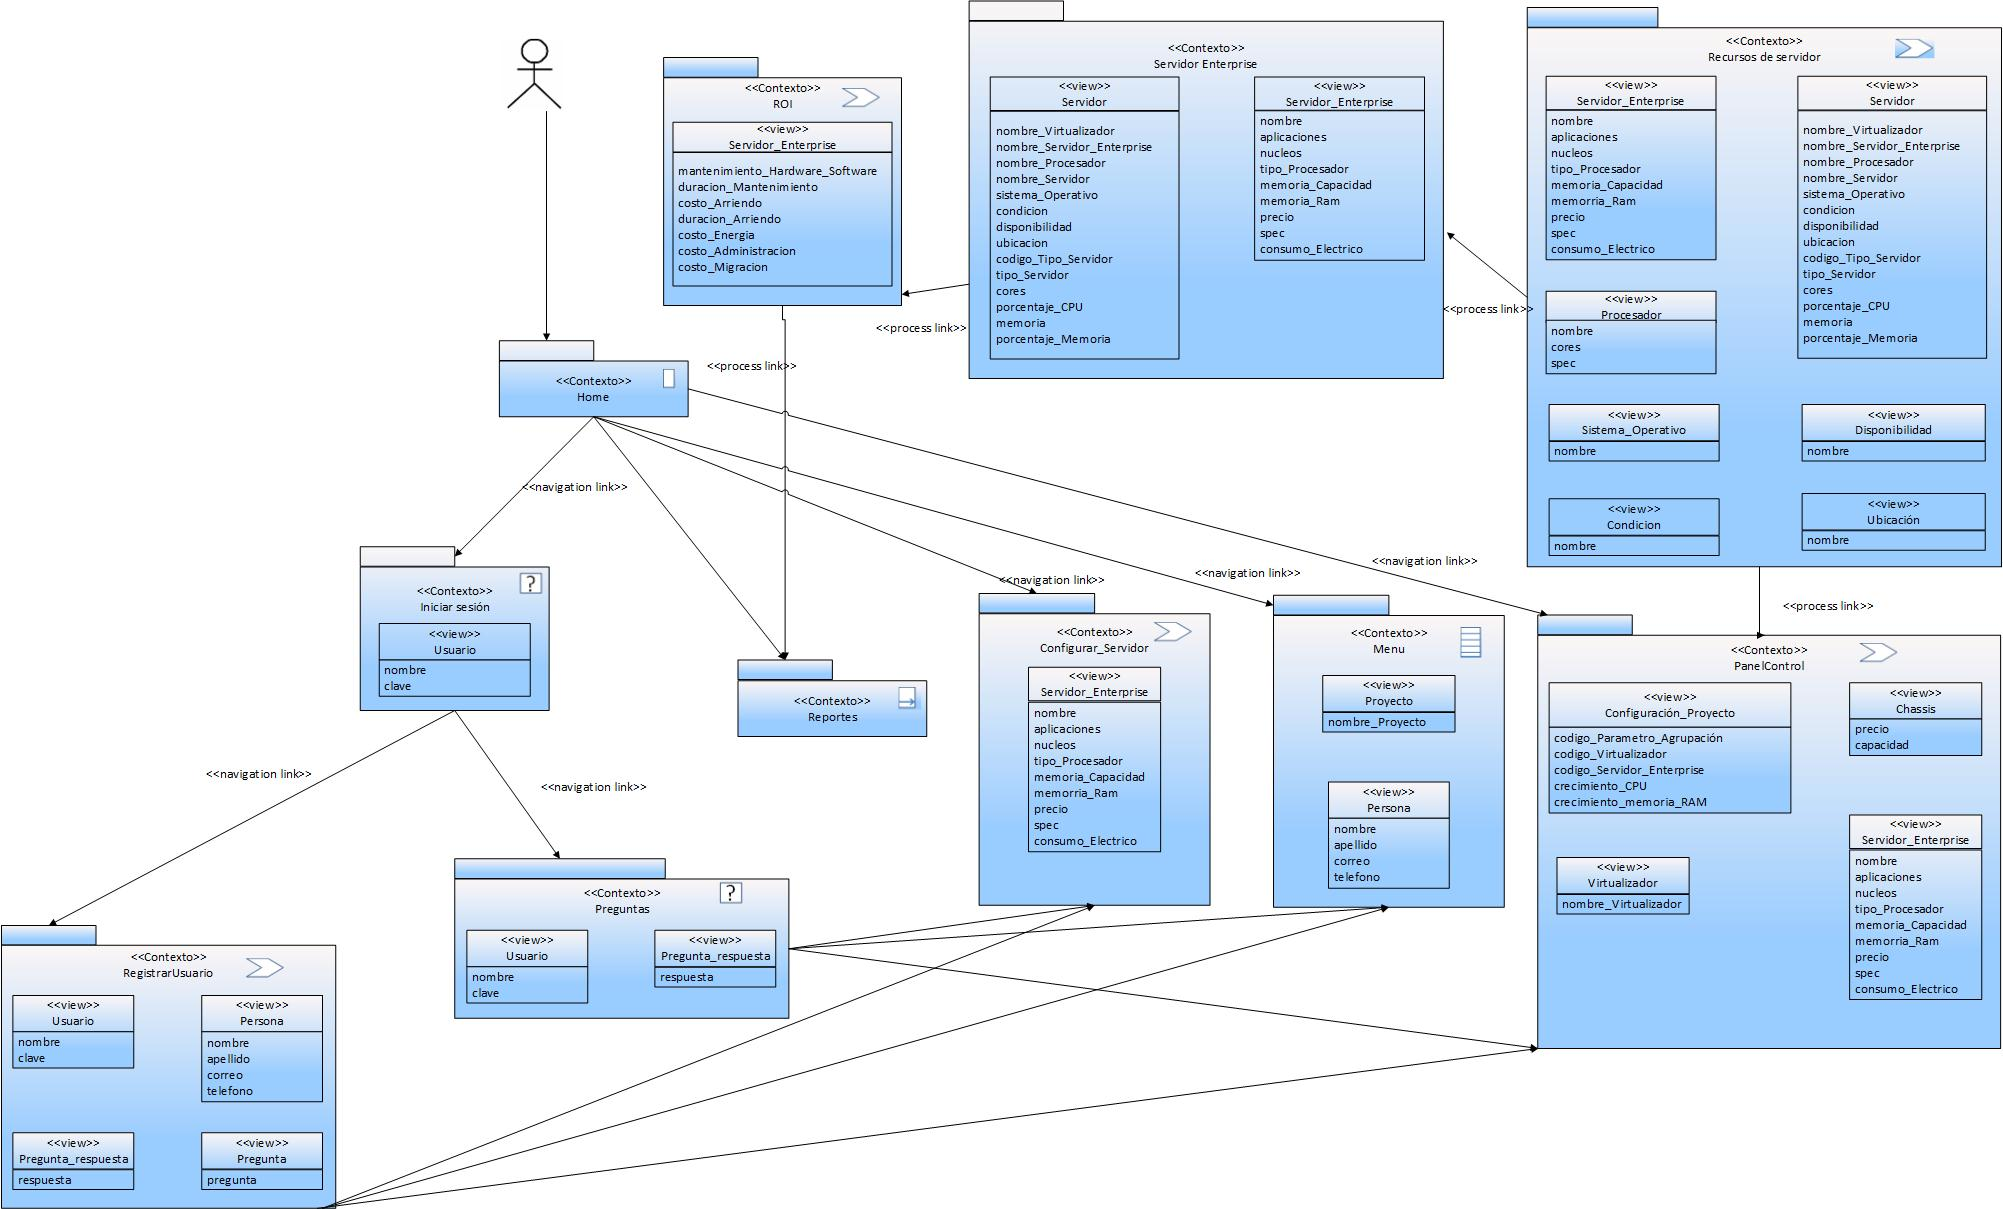 <<Contexto>>
ROI
<<view>>
Servidor_Enterprise
mantenimiento_Hardware_Software
duracion_Mantenimiento
costo_Arriendo
duracion_Arriendo
costo_Energia
costo_Administracion
costo_Migracion
<<Contexto>>
Servidor Enterprise
<<view>>
Servidor
nombre_Virtualizador
nombre_Servidor_Enterprise
nombre_Procesador
nombre_Servidor
sistema_Operativo
condicion
disponibilidad
ubicacion
codigo_Tipo_Servidor
tipo_Servidor
cores
porcentaje_CPU
memoria
porcentaje_Memoria
<<view>>
Servidor_Enterprise
nombre
aplicaciones
nucleos
tipo_Procesador
memoria_Capacidad
memorria_Ram
precio
spec
consumo_Electrico
<<Contexto>>
Recursos de servidor
<<view>>
Servidor_Enterprise
nombre
aplicaciones
nucleos
tipo_Procesador
memoria_Capacidad
memorria_Ram
precio
spec
consumo_Electrico
<<view>>
Servidor
nombre_Virtualizador
nombre_Servidor_Enterprise
nombre_Procesador
nombre_Servidor
sistema_Operativo
condicion
disponibilidad
ubicacion
codigo_Tipo_Servidor
tipo_Servidor
cores
porcentaje_CPU
memoria
porcentaje_Memoria
<<view>>
Procesador
nombre
cores
spec
<<view>>
Sistema_Operativo
nombre
<<view>>
Disponibilidad
nombre
<<view>>
Condicion
nombre
<<view>>
Ubicación
nombre
<<process link>>
<<process link>>
<<process link>>
<<Contexto>>
Home
<<navigation link>>
<<navigation link>>
<<navigation link>>
<<navigation link>>
<<process link>>
<<Contexto>>
Iniciar sesión
?
<<view>>
Usuario
nombre
clave
<<Contexto>>
Reportes
<<Contexto>>
Configurar_Servidor
<<view>>
Servidor_Enterprise
nombre
aplicaciones
nucleos
tipo_Procesador
memoria_Capacidad
memorria_Ram
precio
spec
consumo_Electrico
<<Contexto>>
Menu
<<view>>
Proyecto
nombre_Proyecto
<<view>>
Persona
nombre
apellido
correo
telefono
<<Contexto>>
PanelControl
<<view>>
Configuración_Proyecto
codigo_Parametro_Agrupación
codigo_Virtualizador
codigo_Servidor_Enterprise
crecimiento_CPU
crecimiento_memoria_RAM
<<view>>
Chassis
precio
capacidad
<<view>>
Virtualizador
nombre_Virtualizador
<<view>>
Servidor_Enterprise
nombre
aplicaciones
nucleos
tipo_Procesador
memoria_Capacidad
memorria_Ram
precio
spec
consumo_Electrico
<<navigation link>>
<<navigation link>>
<<Contexto>>
Preguntas
?
<<view>>
Usuario
nombre
clave
<<view>>
Pregunta_respuesta
respuesta
<<Contexto>>
RegistrarUsuario
<<view>>
Usuario
nombre
clave
<<view>>
Persona
nombre
apellido
correo
telefono
<<view>>
Pregunta_respuesta
respuesta
<<view>>
Pregunta
pregunta